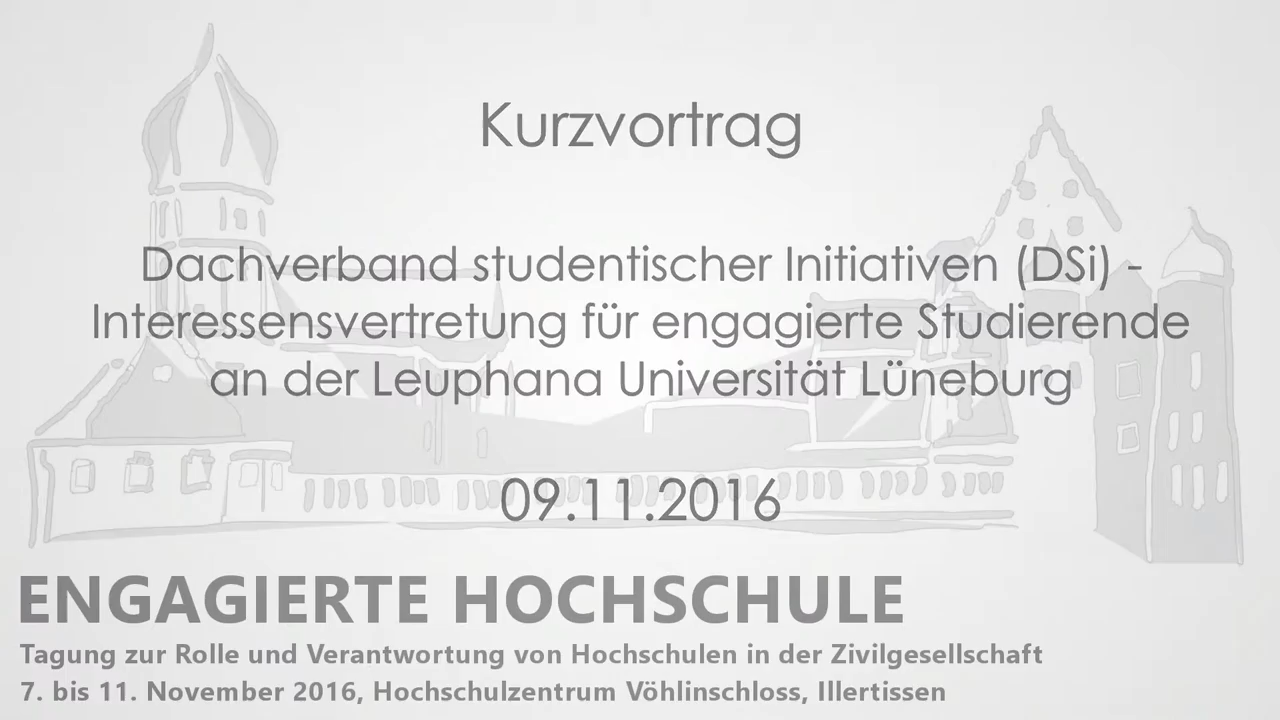 Kurzvortrag
Dachverband studentischer Initiativen (DSi) -
Interessensvertretung für engagierte Studierende
an der Leuphana Universität Lüneburg
09.11.2016
ENGAGIERTE HOCHSCHULE
Tagung zur Rolle und Verantwortung von Hochschulen in der Zivilgesellschaft
7. bis 11. November 2016, Hochschulzentrum Vöhlinschloss, Illertissen